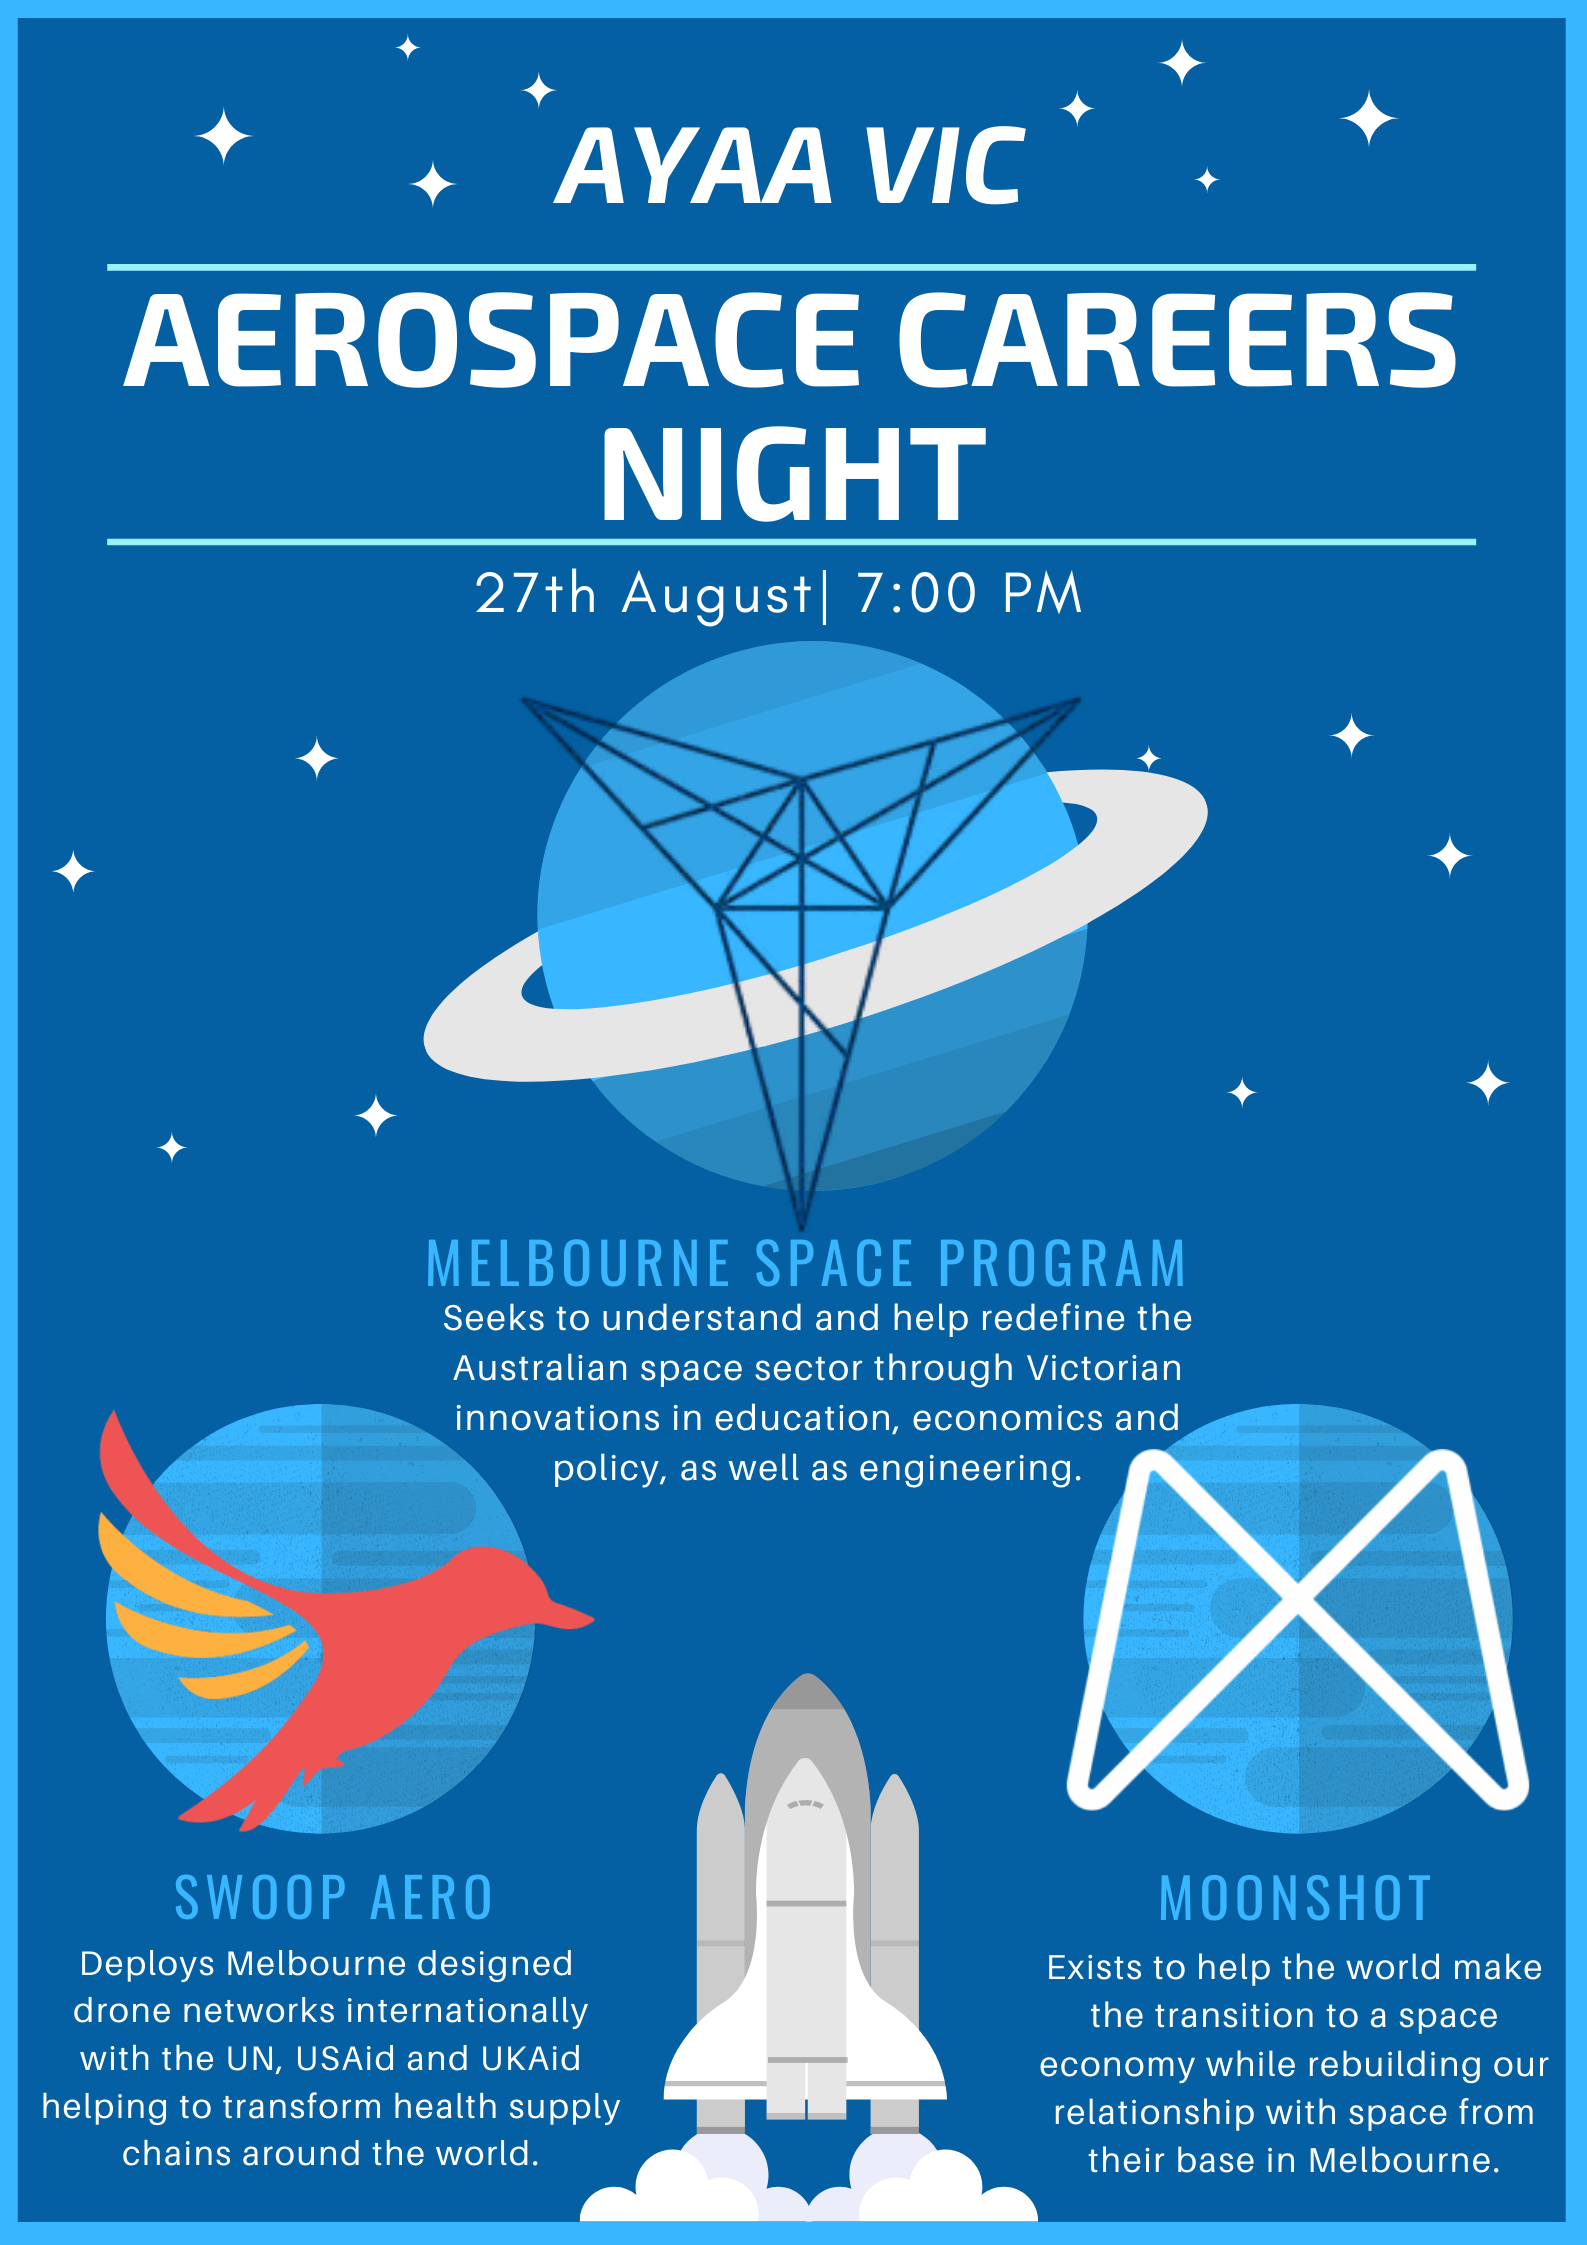 AYAA VIC
AEROSPACE CAREERS
NIGHT
27th August| 7:00 PM
MELBOURNE SPACE PROGRAM
Seeks to understand and help redefine the
Australian space sector through Victorian
innovations in education, economics and
policy, as well as engineering.
SWOOP AERO
Deploys Melbourne designed
drone networks internationally
with the UN, USAid and UKAid
helping to transform health supply
chains around the world.
MOONSHOT
Exists to help the world make
the transition to a space
economy while rebuilding our
relationship with space from
their base in Melbourne.